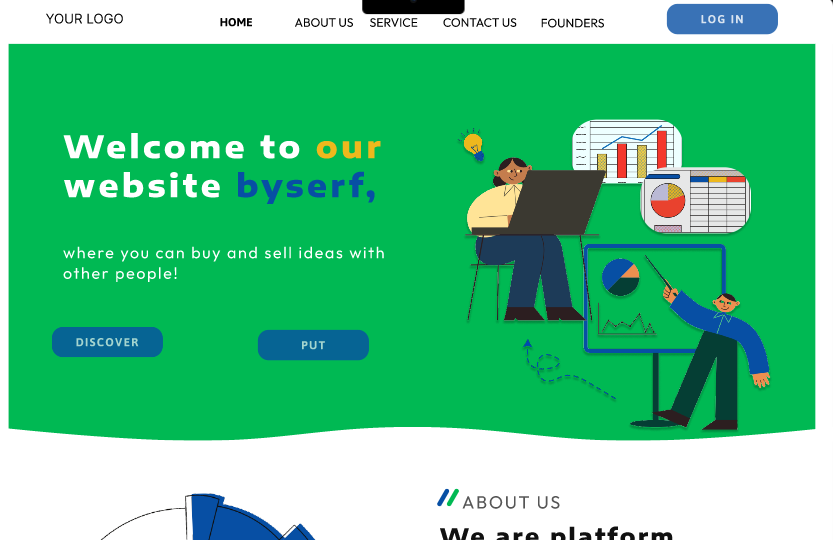 YOUR LOGO
HOME
ABOUT US
SERVICE
CONTACT US
FOUNDERS
LOG IN
Welcome to our
website byserf,
where you can buy and sell ideas with
other people!
DISCOVER
PUT
ABOUT US
We are platform